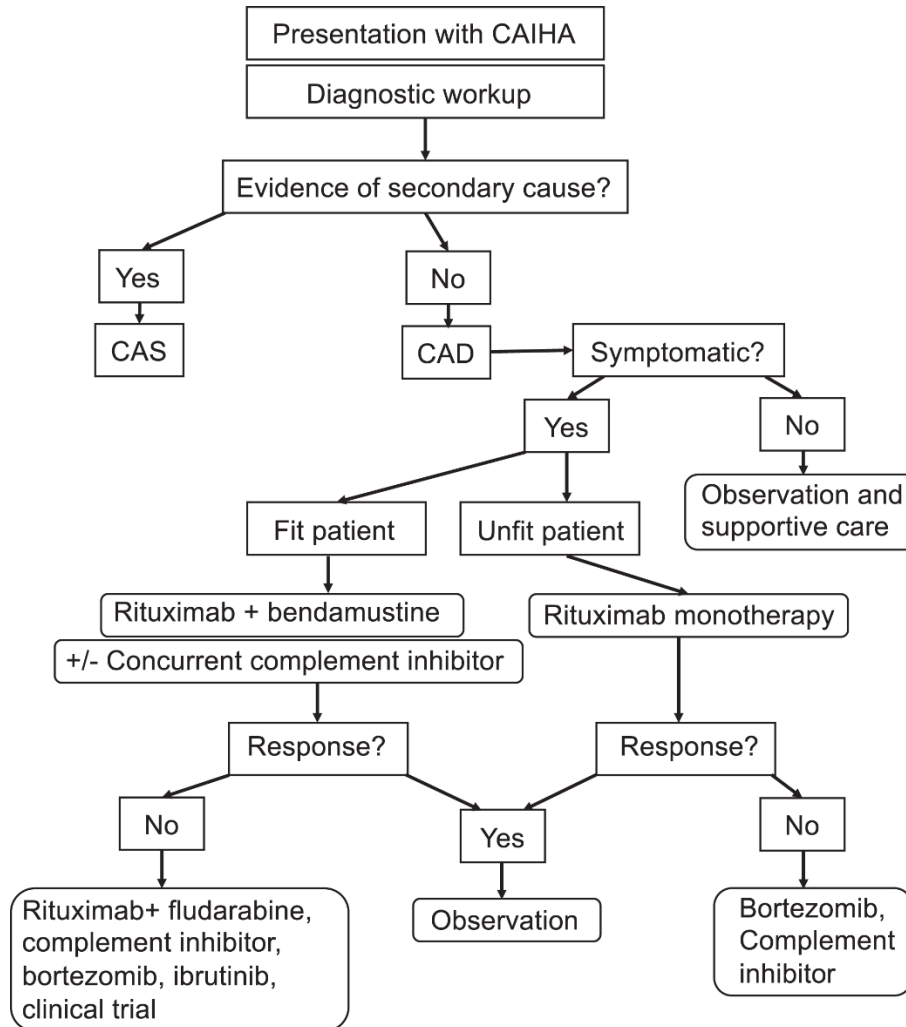 Presentation with CAIHA
Diagnostic workup
Evidence of secondary cause?
Yes
No
CAS
CAD
Symptomatic?
Yes
No
Observation and
supportive care
Fit patient
Unfit patient
Rituximab + bendamustine
+/- Concurrent complement inhibitor
Rituximab monotherapy
Response?
Response?
No
Yes
No
Rituximab+ fludarabine,
complement inhibitor,
bortezomib, ibrutinib,
clinical trial
Observation
Bortezomib,
Complement
inhibitor